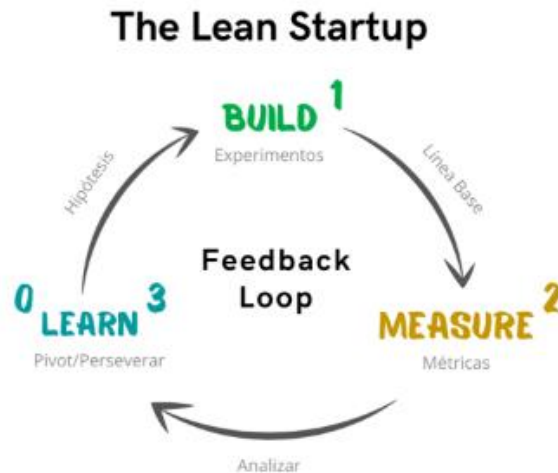 The Lean Startup
BUILD 1
Experimentos
Hipótesis
Línea Base
Feedback
Loop
0 LEARN 3
Pivot/Perseverar
MEASURE 2
Métricas
Analizar